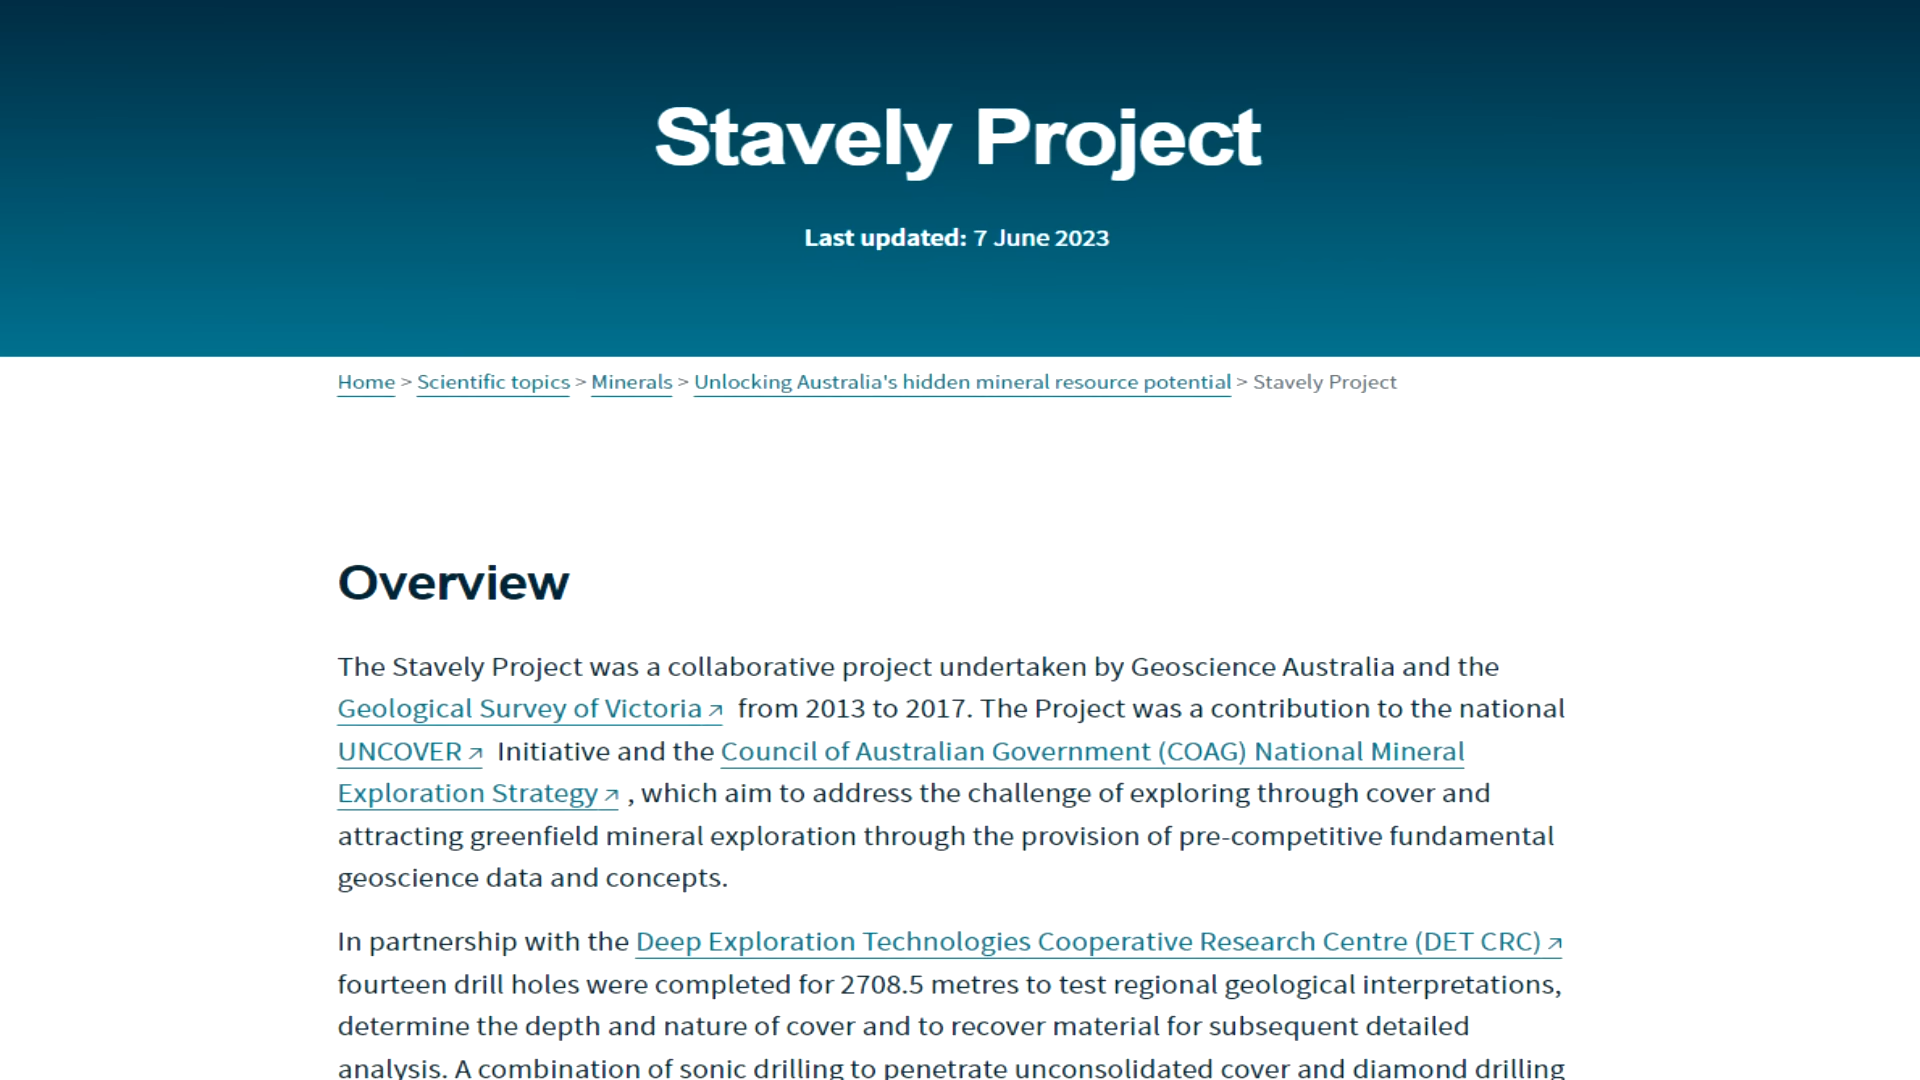 Stavely Project
Last updated: 7 June 2023
Home > Scientific topics > Minerals > Unlocking Australia's hidden mineral resource potential > Stavely Project
Overview
The Stavely Project was a collaborative project undertaken by Geoscience Australia and the
Geological Survey of Victoria from 2013 to 2017. The Project was a contribution to the national
UNCOVER Initiative and the Council of Australian Government (COAG) National Mineral
Exploration Strategy , which aim to address the challenge of exploring through cover and
attracting greenfield mineral exploration through the provision of pre-competitive fundamental
geoscience data and concepts.
In partnership with the Deep Exploration Technologies Cooperative Research Centre (DET CRC)
fourteen drill holes were completed for 2708.5 metres to test regional geological interpretations,
determine the depth and nature of cover and to recover material for subsequent detailed
analysis. A combination of sonic drilling to penetrate unconsolidated cover and diamond drilling